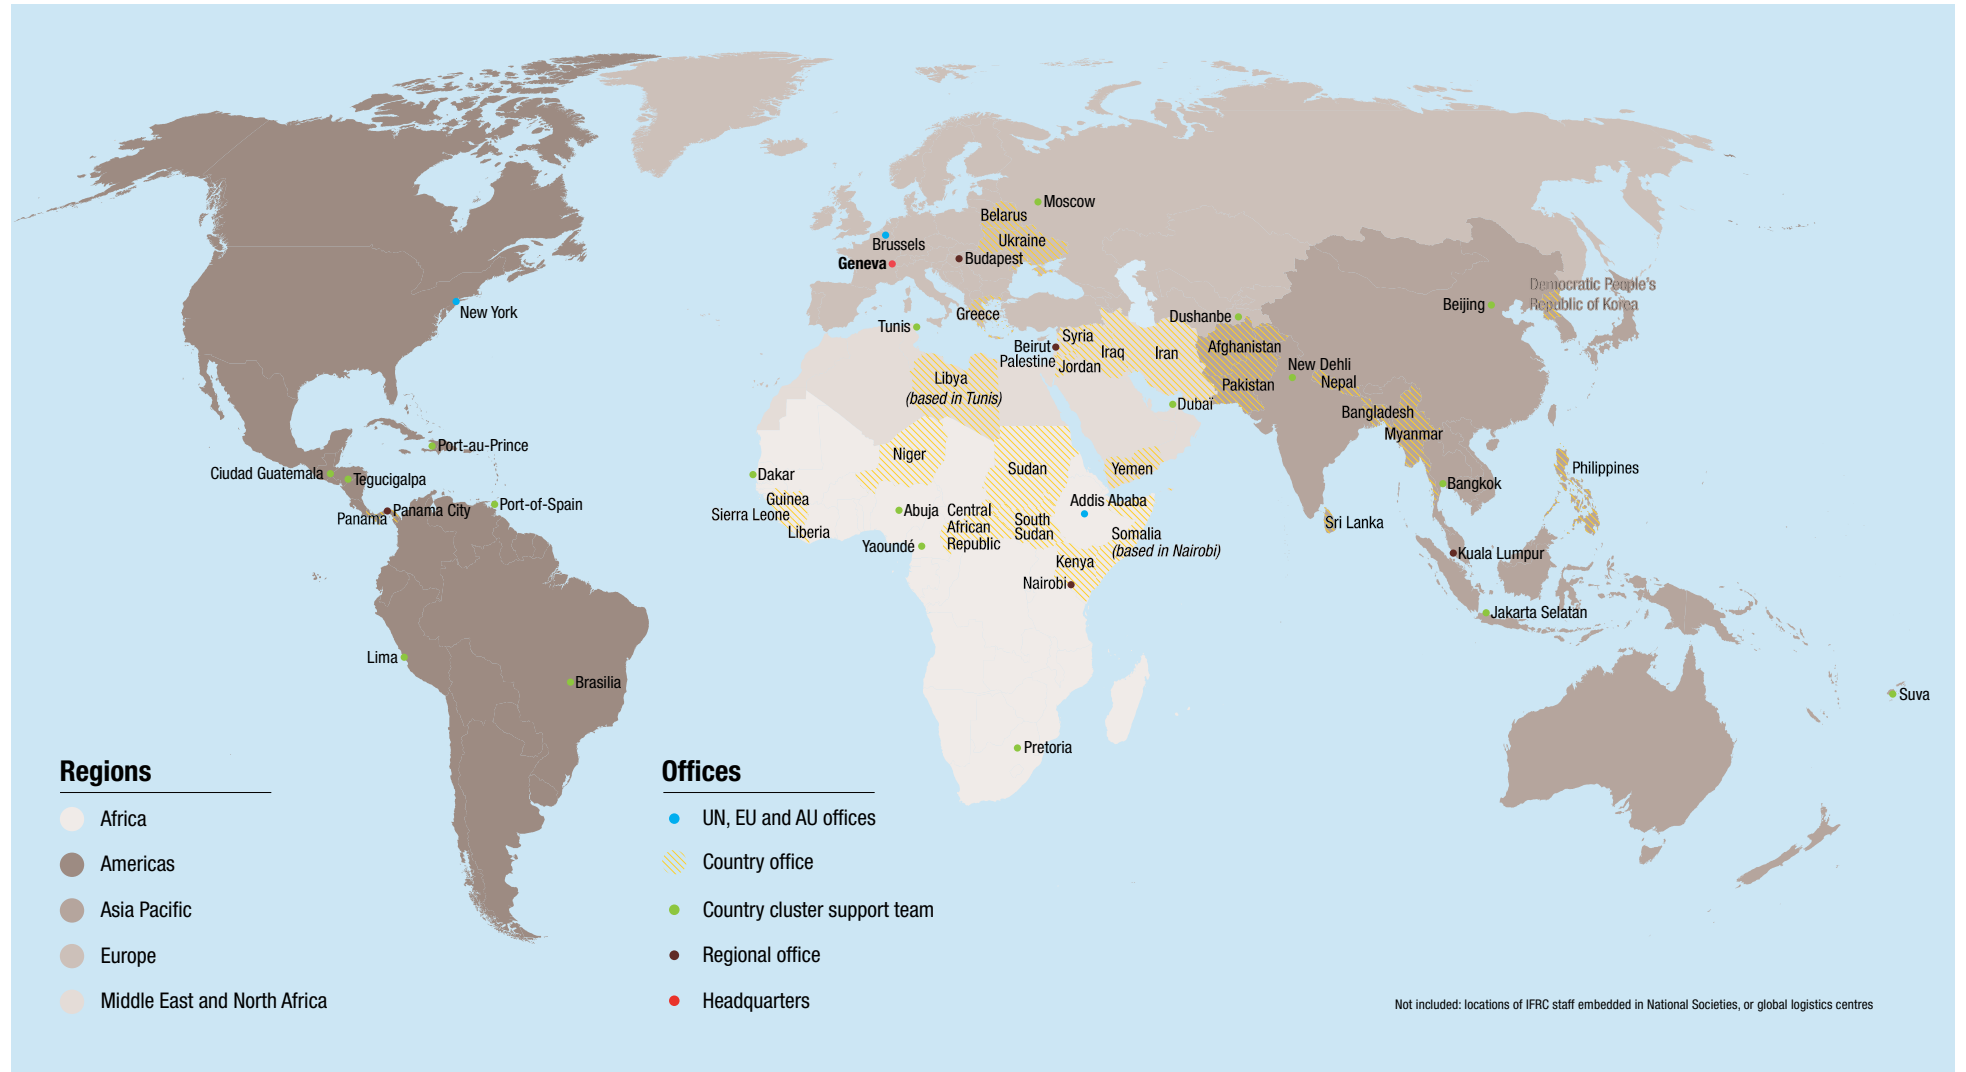 Moscow
Belarus
Brussels
Ukraine
Geneva
Budapest
Democratic People's
Republic of Korea
New York
Greece
Tunis
Dushanbe
Beijing
Beirut
Syria
Palestine
Iraq
Iran
Afghanistan
Jordan
New Dehli
Libya
(based in Tunis)
Pakistan
Nepal
Dubaï
Bangladesh
Myanmar
Port-au-Prince
Niger
Ciudad Guatemala
Tegucigalpa
Dakar
Sudan
Yemen
Philippines
Bangkok
Port-of-Spain
Guinea
Addis Ababa
Panama City
Panama
Sierra Leone
Abuja
Central
African
Republic
South
Sudan
Sri Lanka
Liberia
Somalia
(based in Nairobi)
Yaoundé
Kuala Lumpur
Kenya
Nairobi
Jakarta Selatan
Lima
Brasilia
Suva
Pretoria
Regions
Africa
Americas
Asia Pacific
Europe
Middle East and North Africa
Offices
UN, EU and AU offices
Country office
Country cluster support team
Regional office
Headquarters
Not included: locations of IFRC staff embedded in National Societies, or global logistics centres